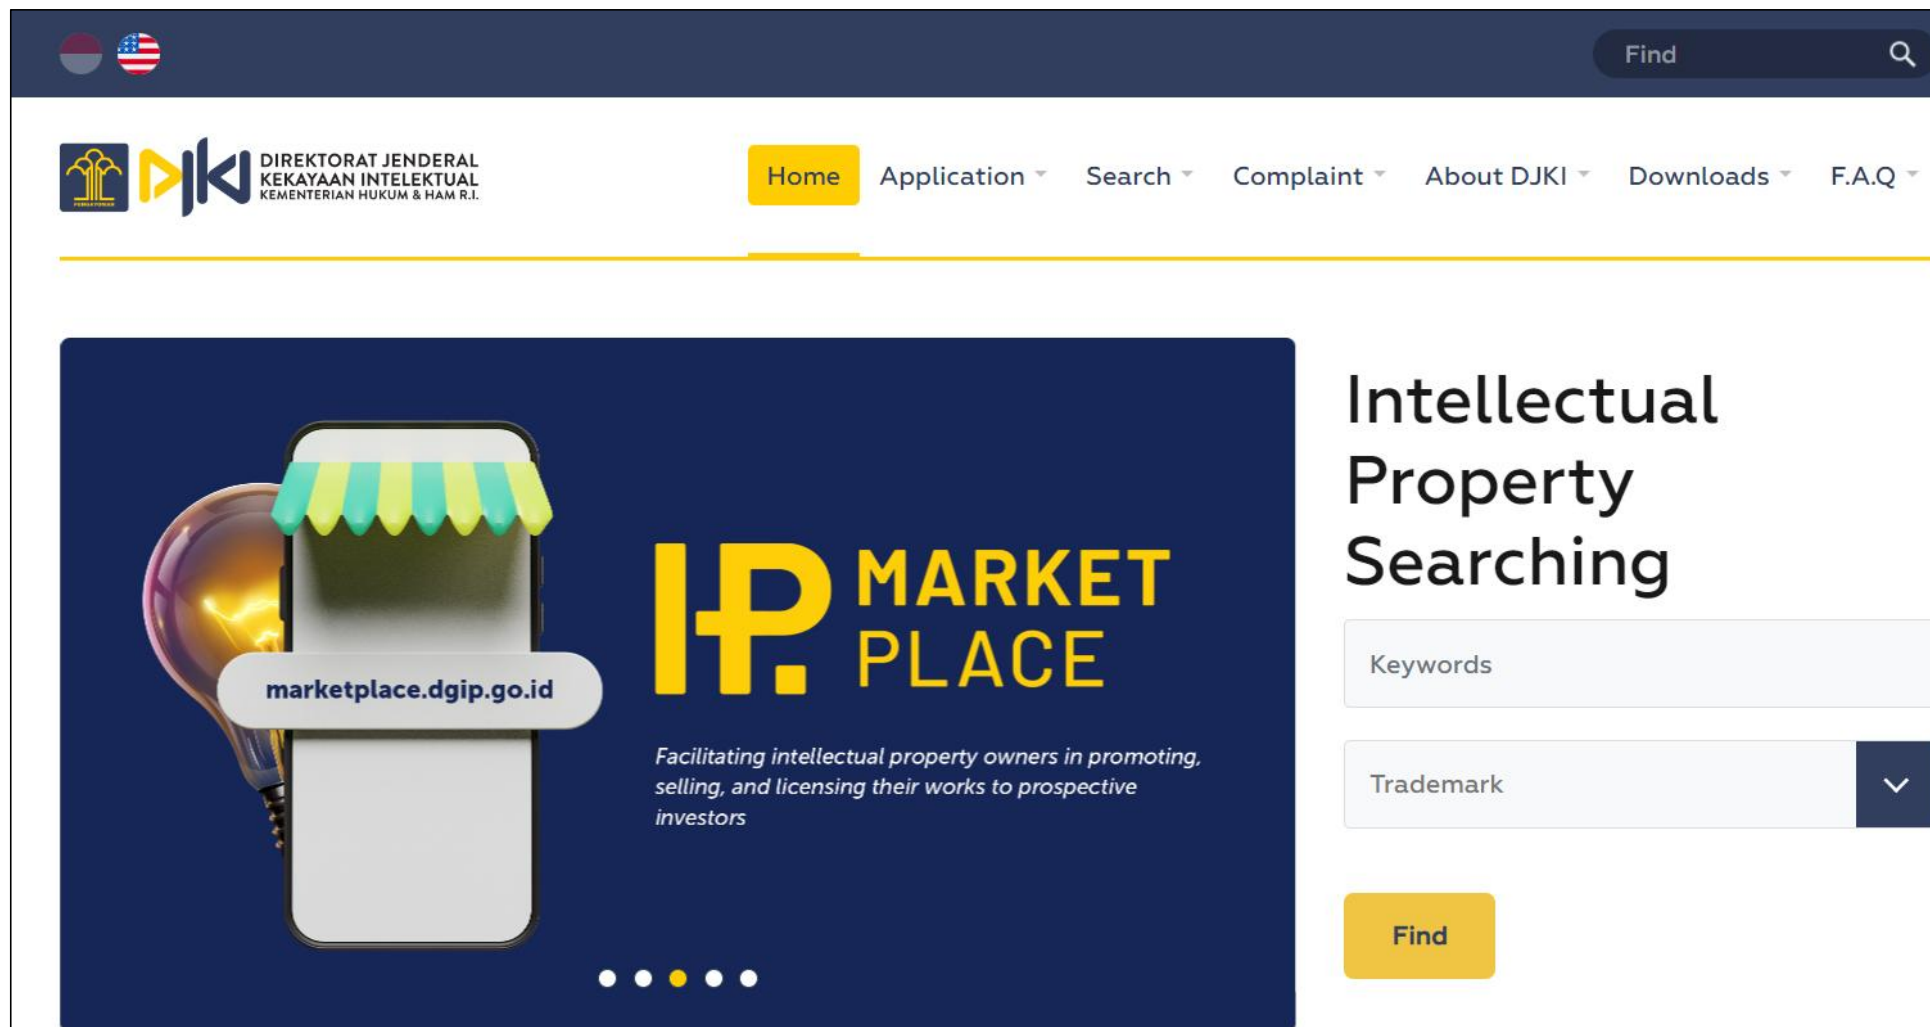 Find
DIREKTORAT JENDERAL
KEKAYAAN INTELEKTUAL
KEMENTERIAN HUKUM & HAM R.I.
PENGAYOMAN
Home
Application
Search
Complaint
About DJKI
Downloads
F.A.Q
marketplace.dgip.go.id
IP. MARKET
PLACE
Facilitating intellectual property owners in promoting,
selling, and licensing their works to prospective
investors
Intellectual
Property
Searching
Keywords
Trademark
Find